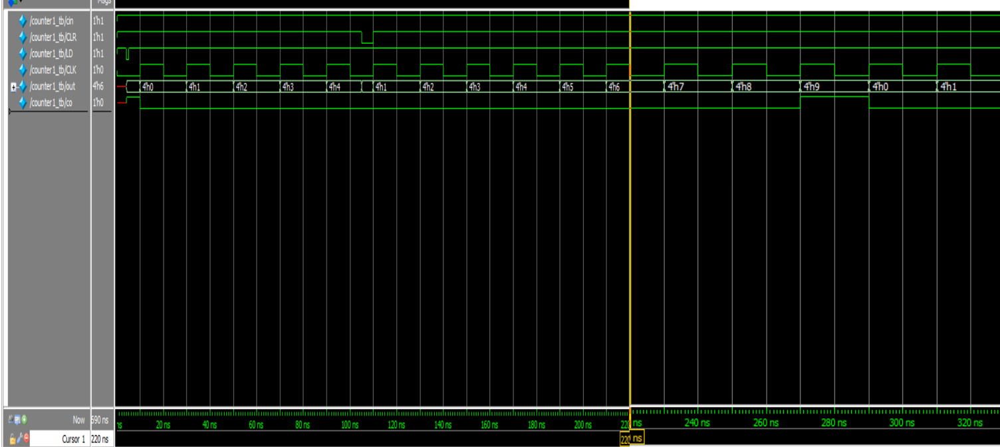 Msgs
/counter1_tb/cin 1'h1
/counter1_tb/CLR 1'h1
/counter1_tb/LD 1'h1
/counter1_tb/CLK 1'h0
/counter1_tb/out 4'h6 4'h0 4'h1 4'h2 4'h3 4'h4 4'h1 4'h2 4'h3 4'h4 4'h5 4'h6 4'h7 4'h8 4'h9 4'h0 4'h1
/counter1_tb/co 1'h0
Now 590 ns ns 20 ns 40 ns 60 ns 80 ns 100 ns 120 ns 140 ns 160 ns 180 ns 200 ns 220 ns 240 ns 260 ns 280 ns 300 ns 320 ns
Cursor 1 220 ns 220 ns